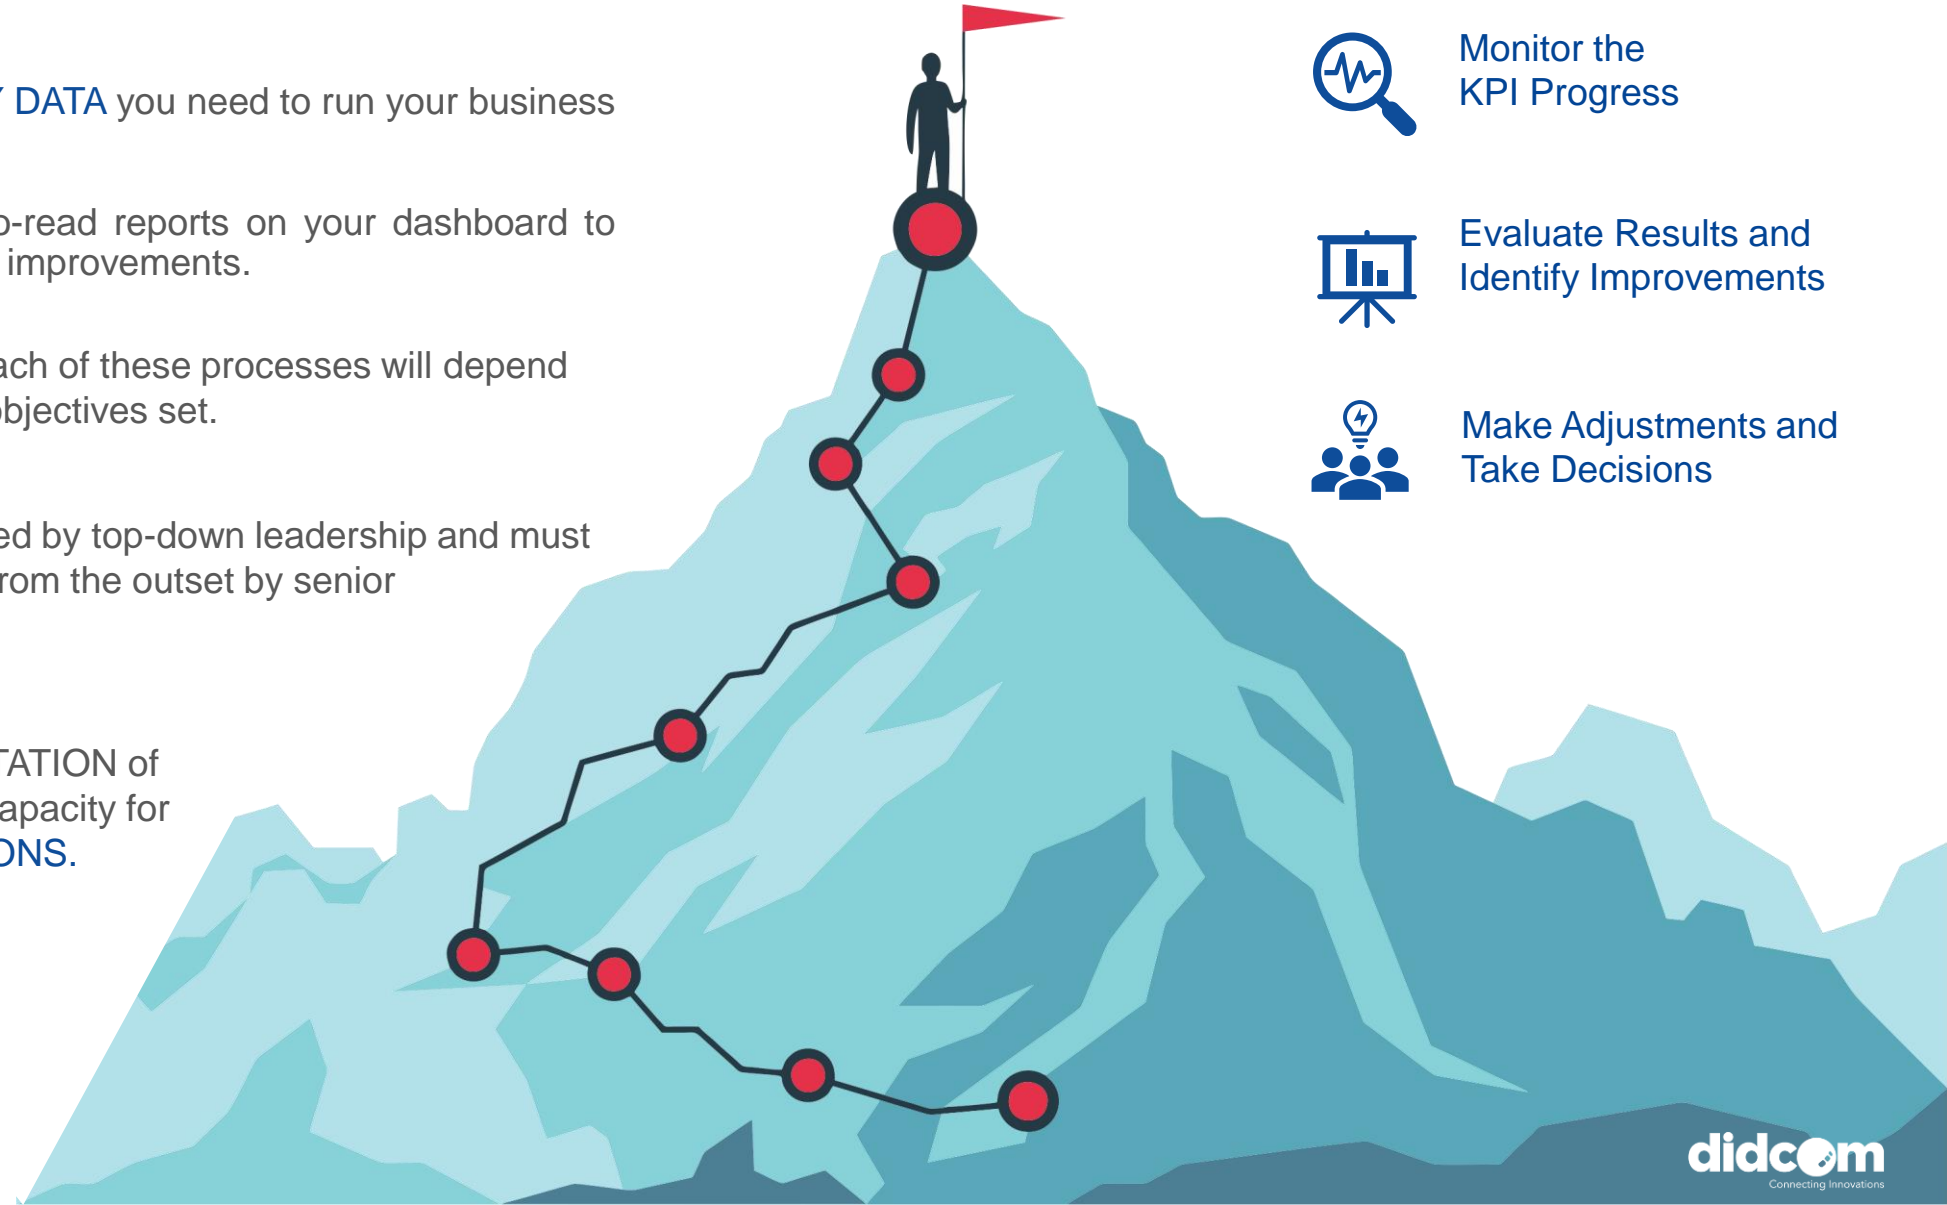 DATA you need to run your business
-read reports on your dashboard to
improvements.
ach of these processes will depend
objectives set.
ed by top-down leadership and must
rom the outset by senior
TATION of
apacity for
ONS.
Monitor the
KPI Progress
Evaluate Results and
Identify Improvements
Make Adjustments and
Take Decisions
didcom
Connecting Innovations